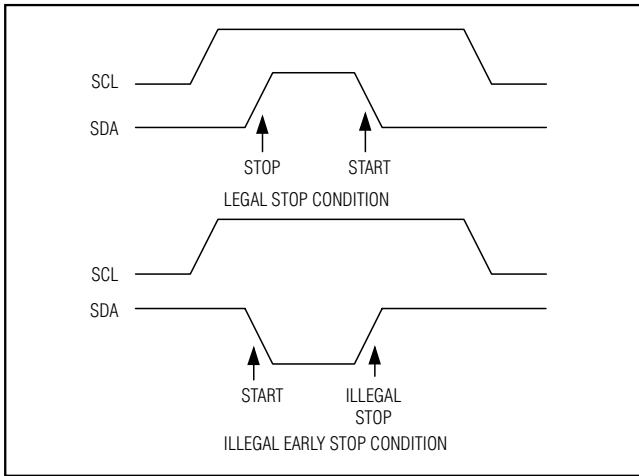 SCL
SDA
STOP START
LEGAL STOP CONDITION
SCL
SDA
START ILLEGAL
STOP
ILLEGAL EARLY STOP CONDITION